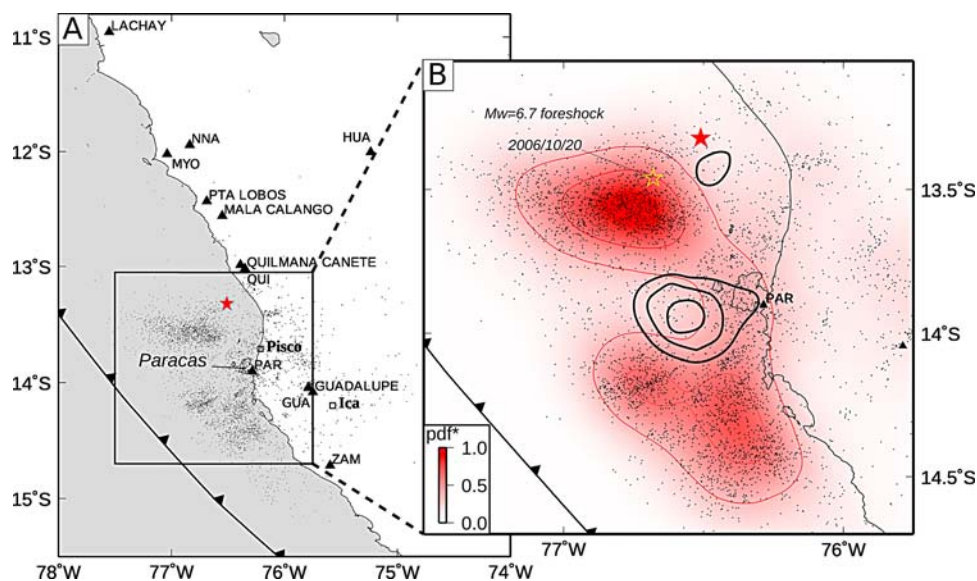 A
LACHAY
11°S
NNA
12°S
MYO
HUA
PTA LOBOS
MALA CALANGO
13°S
QUILMANA CANETE
QUI
Pisco
Paracas
PAR
14°S
GUADALUPE
GUA
Ica
ZAM
15°S
78°W
77°W
76°W
75°W
74°W
B
Mw=6.7 foreshock
2006/10/20
13.5°S
PAR
14°S
pdf*
1.0
0.5
0.0
14.5°S
77°W
76°W